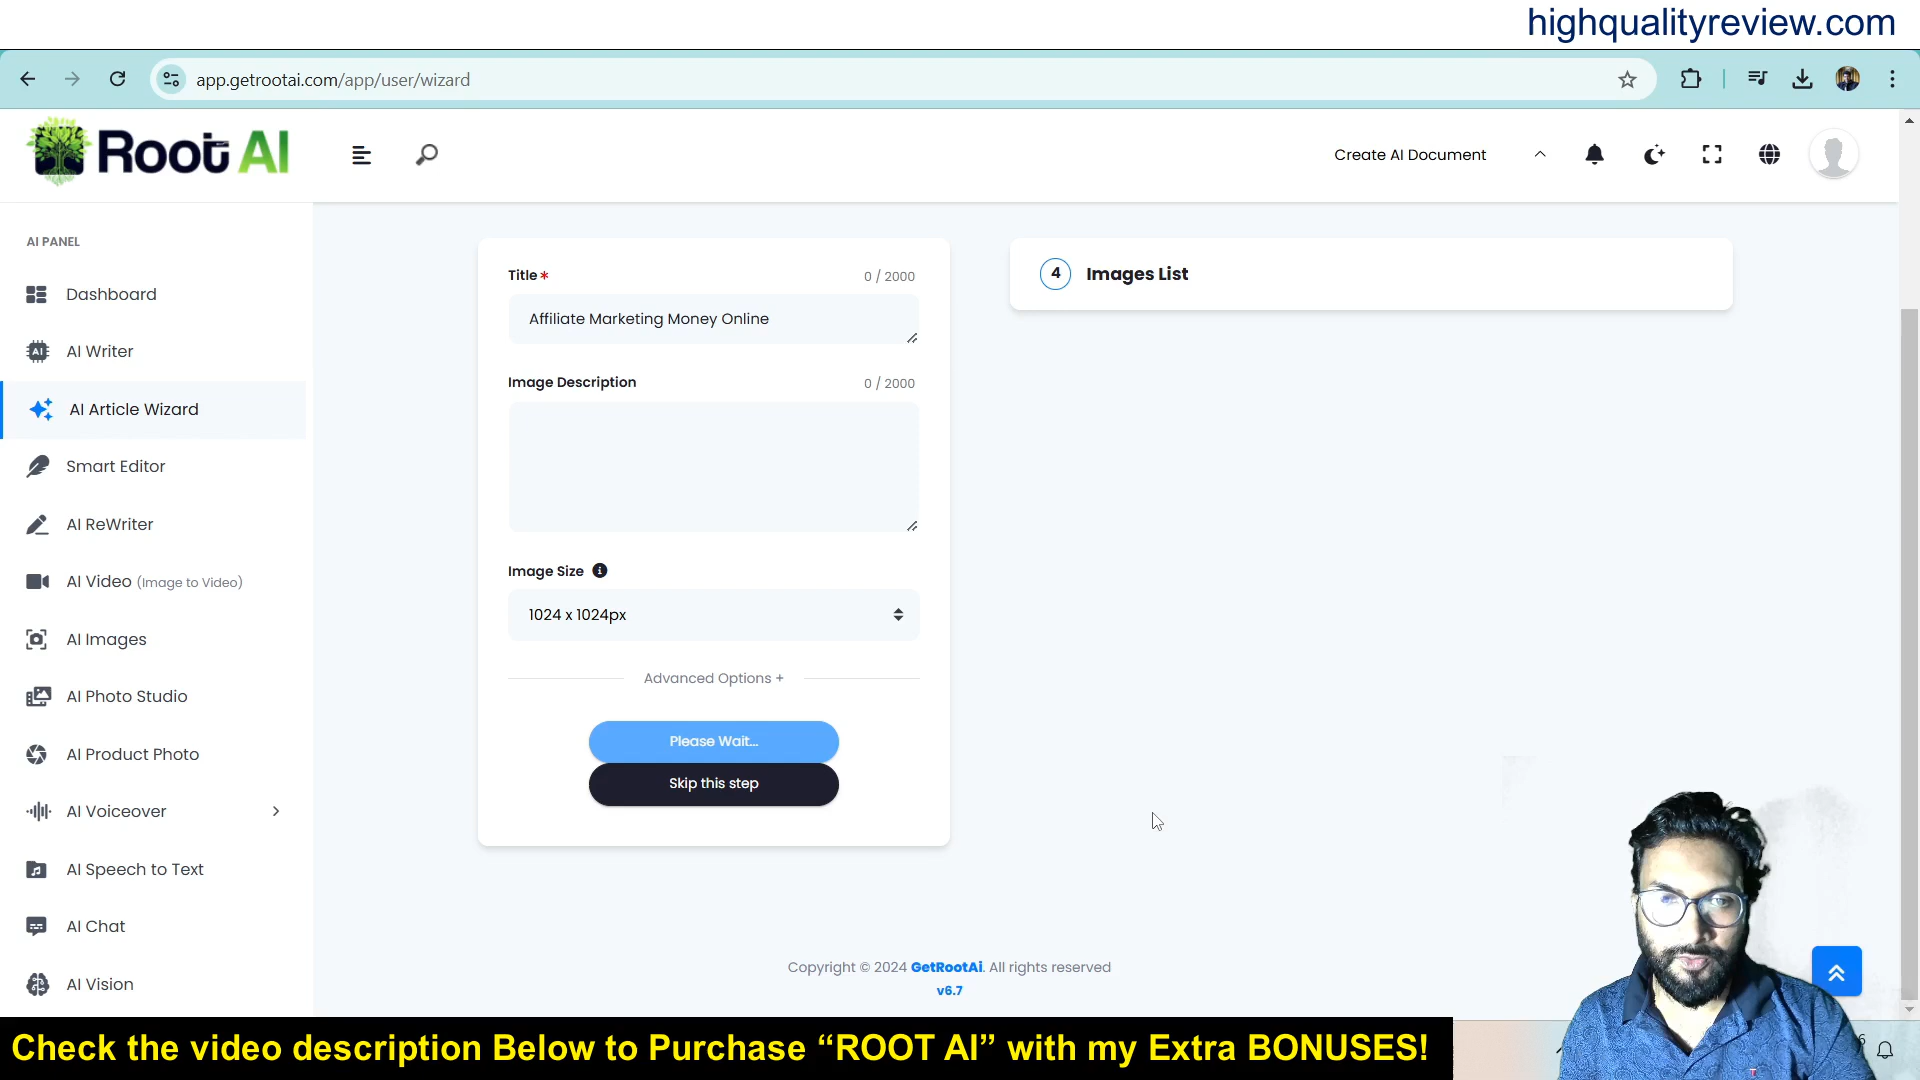 highqualityreview.com
app.getrootai.com/app/user/wizard
Root AI
Create AI Document
AI PANEL
Dashboard
AI Writer
AI Article Wizard
Smart Editor
AI ReWriter
AI Video (Image to Video)
AI Images
AI Photo Studio
AI Product Photo
AI Voiceover
AI Speech to Text
AI Chat
AI Vision
Title* 0 / 2000
Affiliate Marketing Money Online
Image Description 0 / 2000
Image Size
1024 x 1024px
Advanced Options +
Please Wait...
Skip this step
4 Images List
Copyright © 2024 GetRootAi. All rights reserved
v6.7
Check the video description Below to Purchase “ROOT AI” with my Extra BONUSES!